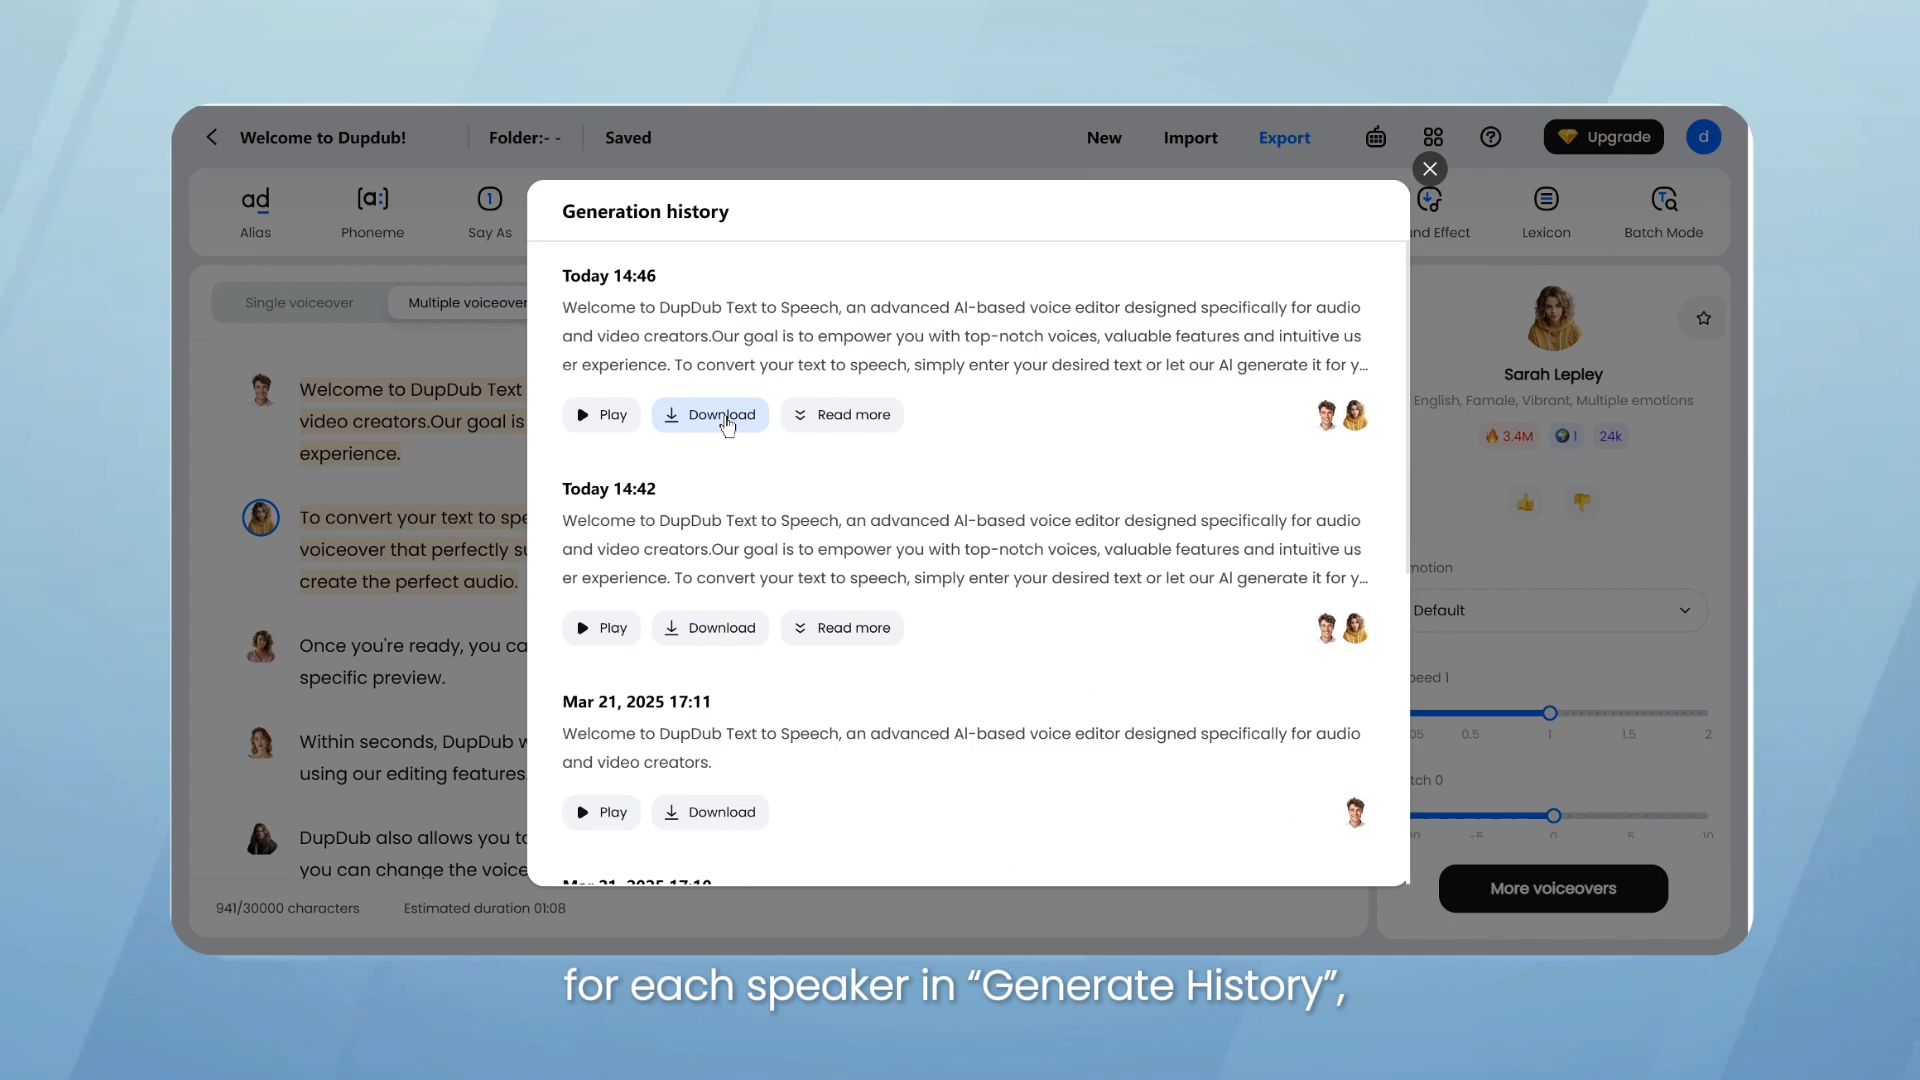 Welcome to Dupdub!
Folder:- -
Saved
New
Import
Export
Upgrade
d
ad
Alias
[a:]
Phoneme
1
Say As
nd Effect
Lexicon
Batch Mode
Generation history
Single voiceover
Multiple voiceover
Today 14:46
Welcome to DupDub Text to Speech, an advanced AI-based voice editor designed specifically for audio
and video creators.Our goal is to empower you with top-notch voices, valuable features and intuitive us
er experience. To convert your text to speech, simply enter your desired text or let our AI generate it for y...
Play
Download
Read more
Today 14:42
Welcome to DupDub Text to Speech, an advanced AI-based voice editor designed specifically for audio
and video creators.Our goal is to empower you with top-notch voices, valuable features and intuitive us
er experience. To convert your text to speech, simply enter your desired text or let our AI generate it for y...
Play
Download
Read more
Mar 21, 2025 17:11
Welcome to DupDub Text to Speech, an advanced AI-based voice editor designed specifically for audio
and video creators.
Play
Download
Mar 21, 2025 17:10
Welcome to DupDub Text
video creators.Our goal is
experience.
To convert your text to spe
voiceover that perfectly su
create the perfect audio.
Once you're ready, you ca
specific preview.
Within seconds, DupDub w
using our editing features.
DupDub also allows you to
you can change the voice
941/30000 characters
Estimated duration 01:08
Sarah Lepley
English, Famale, Vibrant, Multiple emotions
3.4M
1
24k
motion
Default
peed 1
05
0.5
1
1.5
2
tch 0
10
-5
0
5
10
More voiceovers
for each speaker in “Generate History”,